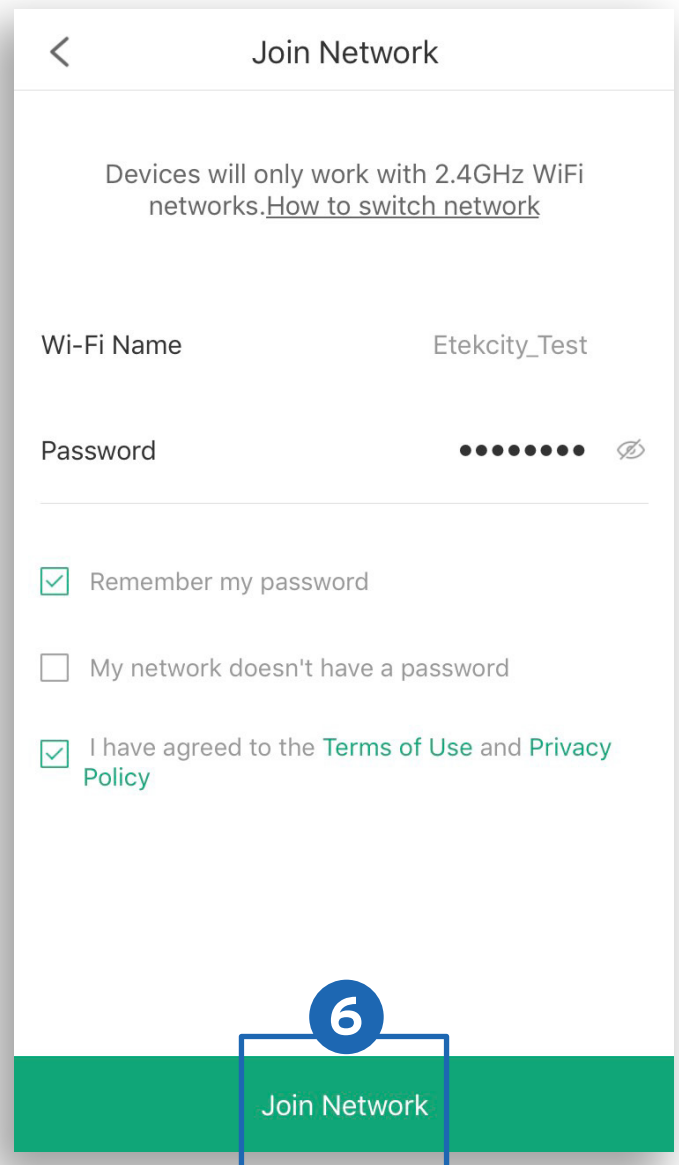 Join Network
Devices will only work with 2.4GHz WiFi
networks.How to switch network
Wi-Fi Name Etekcity_Test
Password ••••••••
Remember my password
My network doesn't have a password
I have agreed to the Terms of Use and Privacy
Policy
6
Join Network